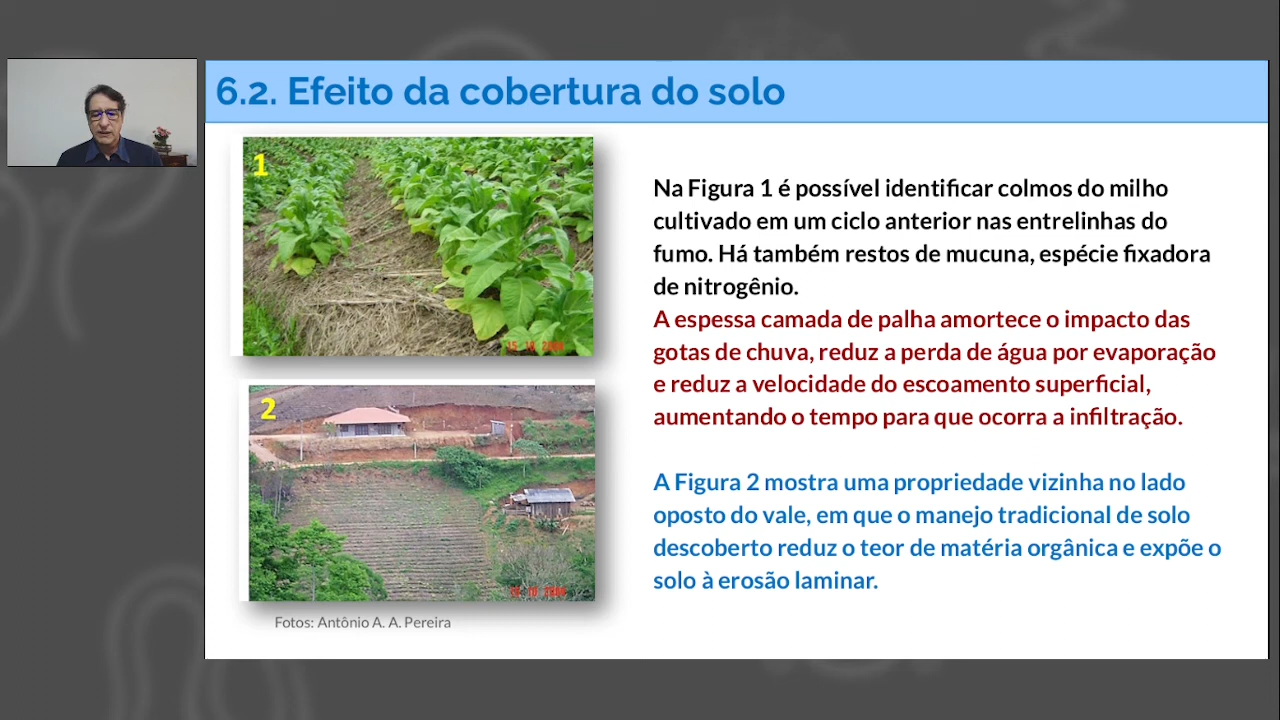 6.2. Efeito da cobertura do solo
1
Na Figura 1 é possível identificar colmos do milho
cultivado em um ciclo anterior nas entrelinhas do
fumo. Há também restos de mucuna, espécie fixadora
de nitrogênio.
A espessa camada de palha amortece o impacto das
gotas de chuva, reduz a perda de água por evaporação
e reduz a velocidade do escoamento superficial,
aumentando o tempo para que ocorra a infiltração.
2
A Figura 2 mostra uma propriedade vizinha no lado
oposto do vale, em que o manejo tradicional de solo
descoberto reduz o teor de matéria orgânica e expõe o
solo à erosão laminar.
Fotos: Antônio A. A. Pereira